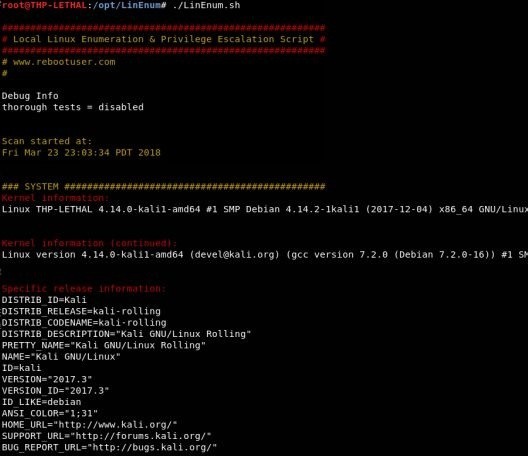 root@THP-LETHAL:/opt/LinEnum# ./LinEnum.sh
#########################################################
# Local Linux Enumeration & Privilege Escalation Script #
#########################################################
# www.rebootuser.com
#
Debug Info
thorough tests = disabled
Scan started at:
Fri Mar 23 23:03:34 PDT 2018
### SYSTEM ##############################################
Kernel information:
Linux THP-LETHAL 4.14.0-kali1-amd64 #1 SMP Debian 4.14.2-1kali1 (2017-12-04) x86_64 GNU/Linux
Kernel information (continued):
Linux version 4.14.0-kali1-amd64 (devel@kali.org) (gcc version 7.2.0 (Debian 7.2.0-16)) #1 SM
Specific release information:
DISTRIB_ID=Kali
DISTRIB_RELEASE=kali-rolling
DISTRIB_CODENAME=kali-rolling
DISTRIB_DESCRIPTION="Kali GNU/Linux Rolling"
PRETTY_NAME="Kali GNU/Linux Rolling"
NAME="Kali GNU/Linux"
ID=kali
VERSION="2017.3"
VERSION_ID="2017.3"
ID_LIKE=debian
ANSI_COLOR="1;31"
HOME_URL="http://www.kali.org/"
SUPPORT_URL="http://forums.kali.org/"
BUG_REPORT_URL="http://bugs.kali.org/"